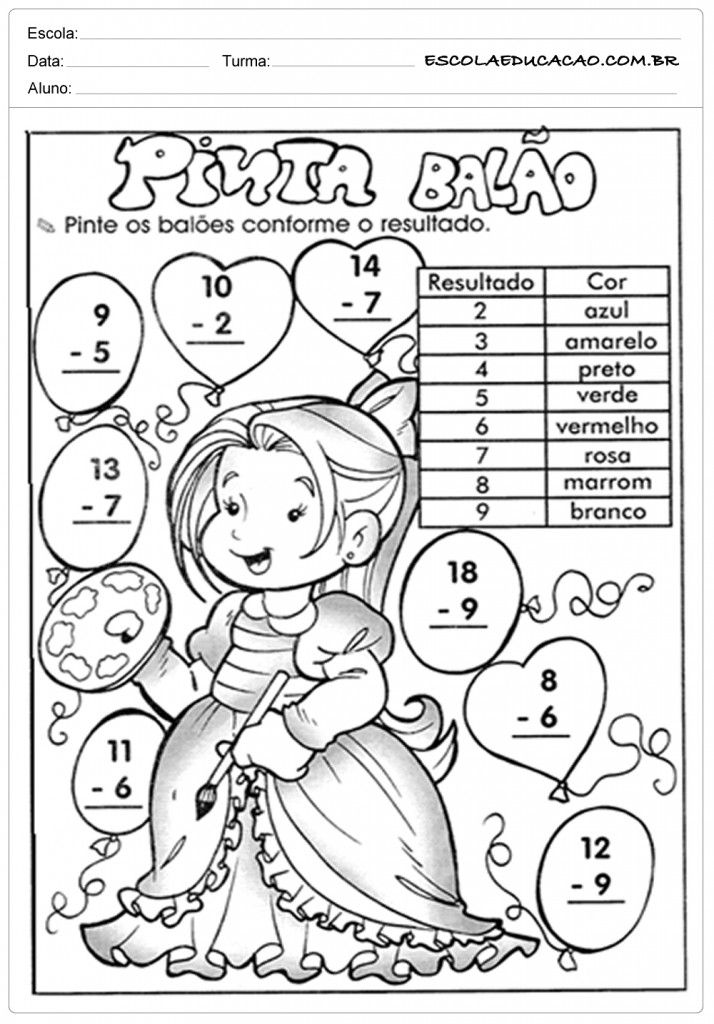 Escola:
Data: Turma: ESCOLAEDUCACAO.COM.BR
Aluno:
PINTA BALÃO
Pinte os balões conforme o resultado.
9
- 5
10
- 2
14
- 7
Resultado Cor
2 azul
3 amarelo
4 preto
5 verde
6 vermelho
7 rosa
8 marrom
9 branco
13
- 7
18
- 9
8
- 6
11
- 6
12
- 9